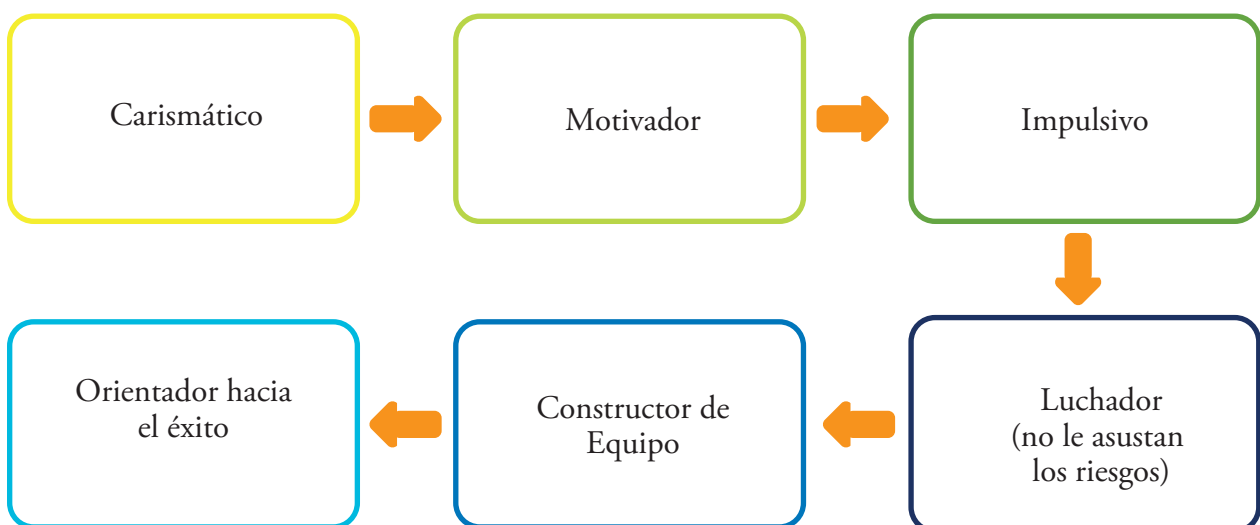 Carismático
Motivador
Impulsivo
Luchador
(no le asustan
los riesgos)
Constructor de
Equipo
Orientador hacia
el éxito